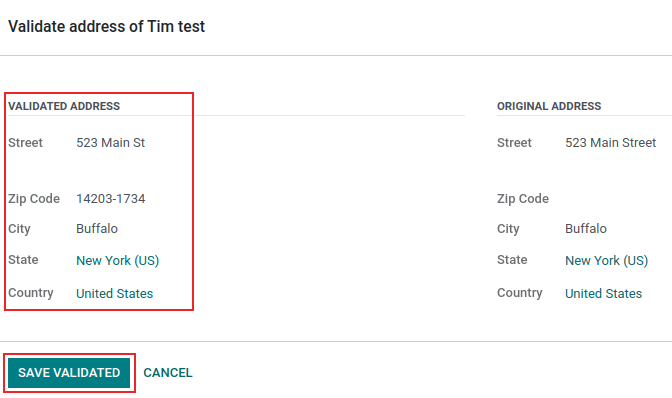 Validate address of Tim test
VALIDATED ADDRESS
Street 523 Main St
Zip Code 14203-1734
City Buffalo
State New York (US)
Country United States
ORIGINAL ADDRESS
Street 523 Main Street
Zip Code
City Buffalo
State New York (US)
Country United States
SAVE VALIDATED CANCEL